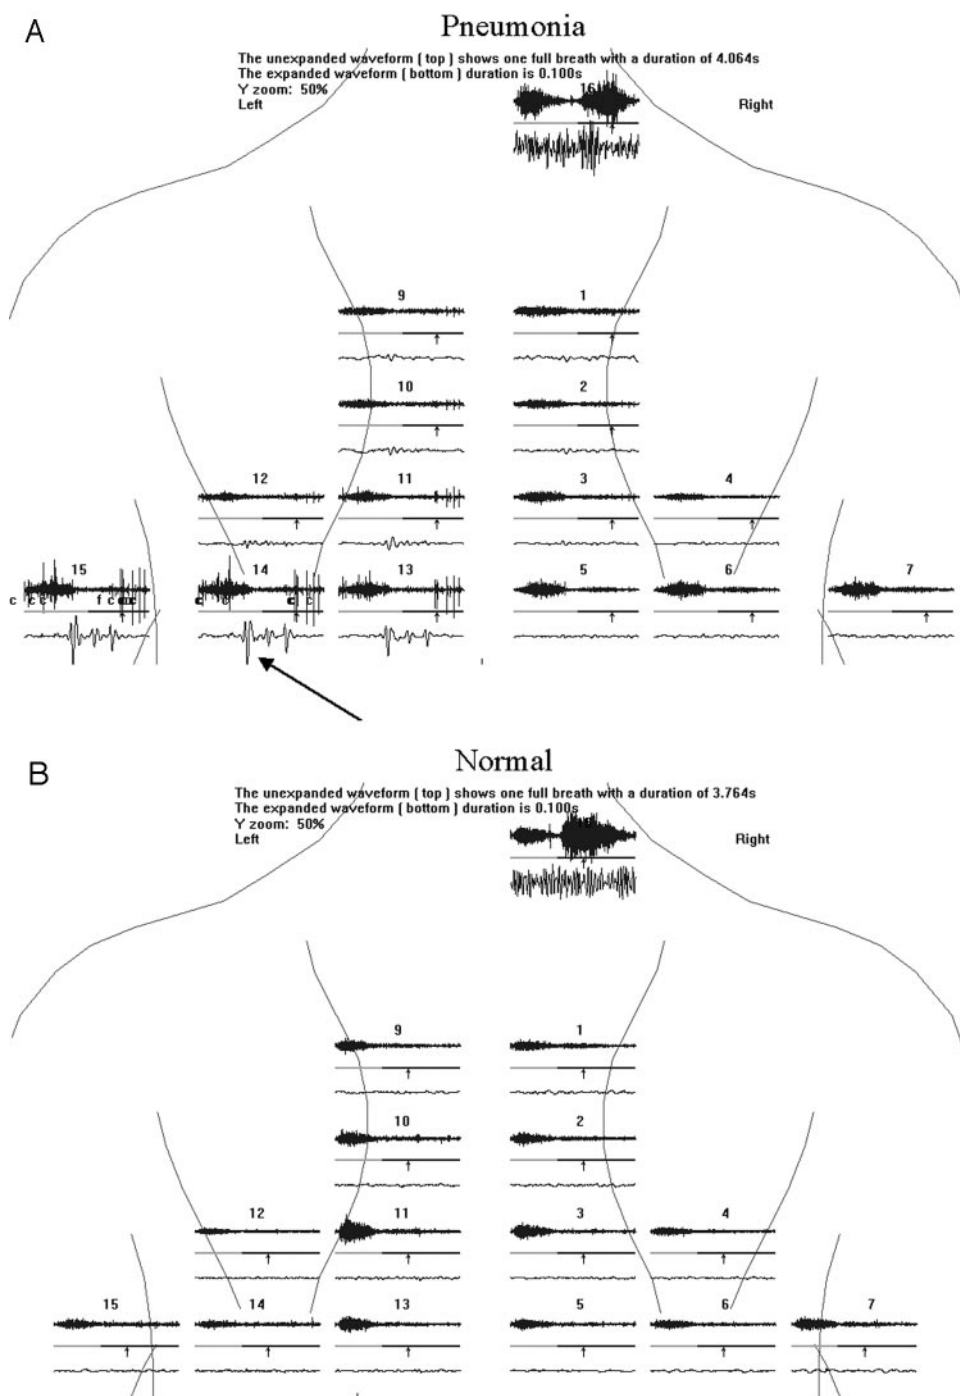 A
Pneumonia
The unexpanded waveform ( top ) shows one full breath with a duration of 4.064s
The expanded waveform ( bottom ) duration is 0.100s
Y zoom: 50%
Left
Right
16
9
1
10
2
12
11
3
4
15
14
13
5
6
7
c c c f c c
c c c c
B
Normal
The unexpanded waveform ( top ) shows one full breath with a duration of 3.764s
The expanded waveform ( bottom ) duration is 0.100s
Y zoom: 50%
Left
Right
9
1
10
2
12
11
3
4
15
14
13
5
6
7